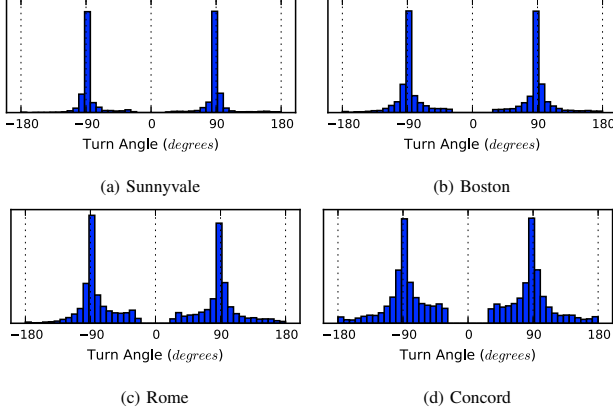 −180 −90 0 90 180 −180 −90 0 90 180
Turn Angle (degrees) Turn Angle (degrees)
(a) Sunnyvale (b) Boston
−180 −90 0 90 180 −180 −90 0 90 180
Turn Angle (degrees) Turn Angle (degrees)
(c) Rome (d) Concord